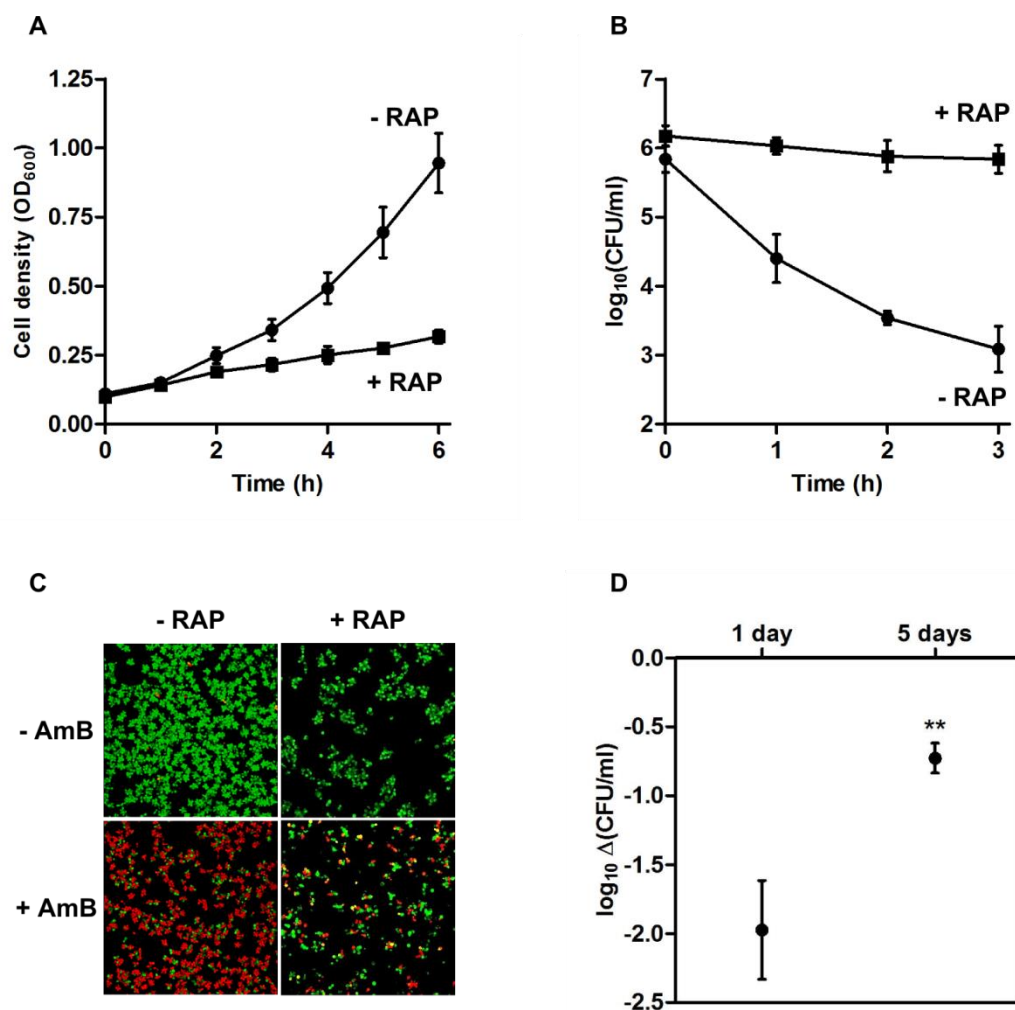 A
1.25
1.00
0.75
0.50
0.25
0.00
Cell density (OD₆₀₀)
- RAP
+ RAP
0 2 4 6
Time (h)
B
7
6
5
4
3
2
log₁₀(CFU/ml)
+ RAP
- RAP
0 1 2 3
Time (h)
C
- RAP + RAP
- AmB
+ AmB
D
1 day 5 days
0.0
-0.5
-1.0
-1.5
-2.0
-2.5
log₁₀ Δ(CFU/ml)
**